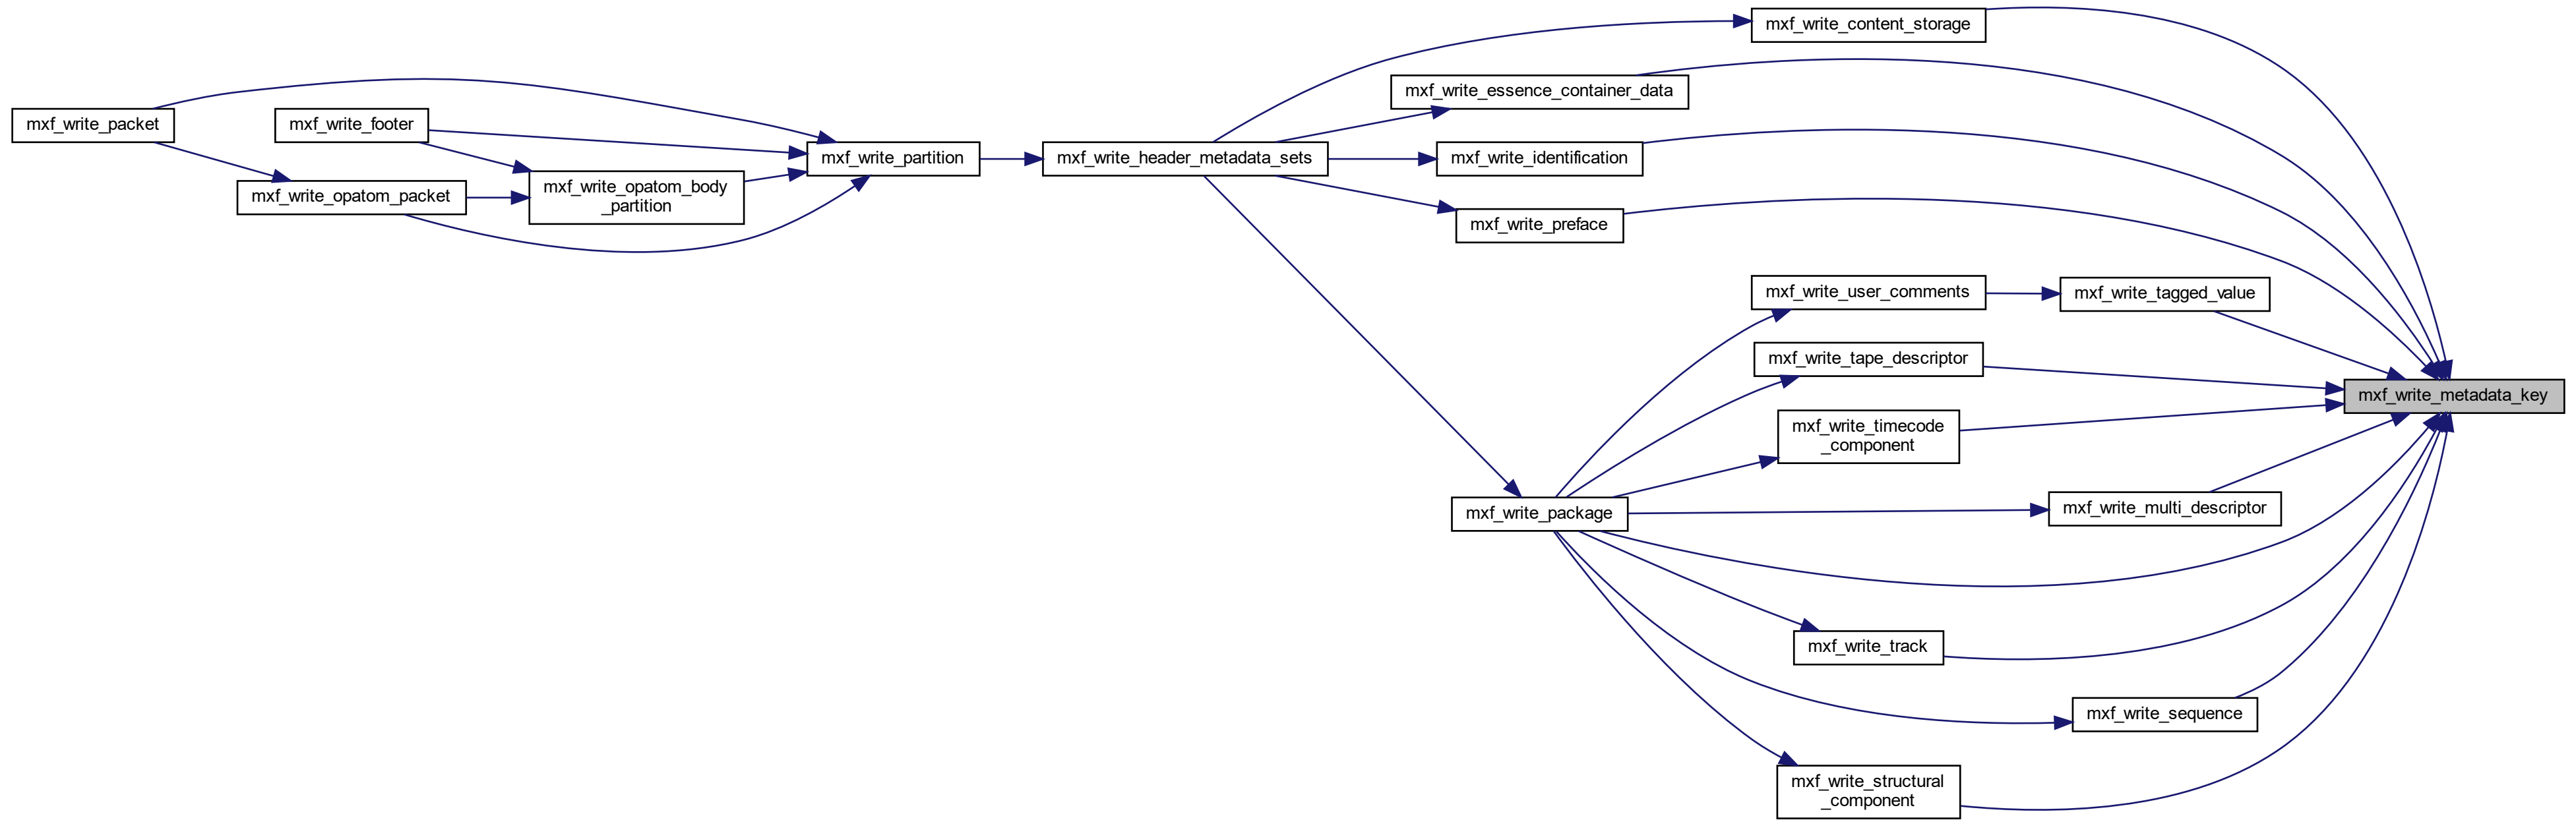 mxf_write_content_storage
mxf_write_essence_container_data
mxf_write_packet
mxf_write_footer
mxf_write_partition
mxf_write_header_metadata_sets
mxf_write_identification
mxf_write_opatom_packet
mxf_write_opatom_body
_partition
mxf_write_preface
mxf_write_user_comments
mxf_write_tagged_value
mxf_write_tape_descriptor
mxf_write_metadata_key
mxf_write_timecode
_component
mxf_write_package
mxf_write_multi_descriptor
mxf_write_track
mxf_write_sequence
mxf_write_structural
_component